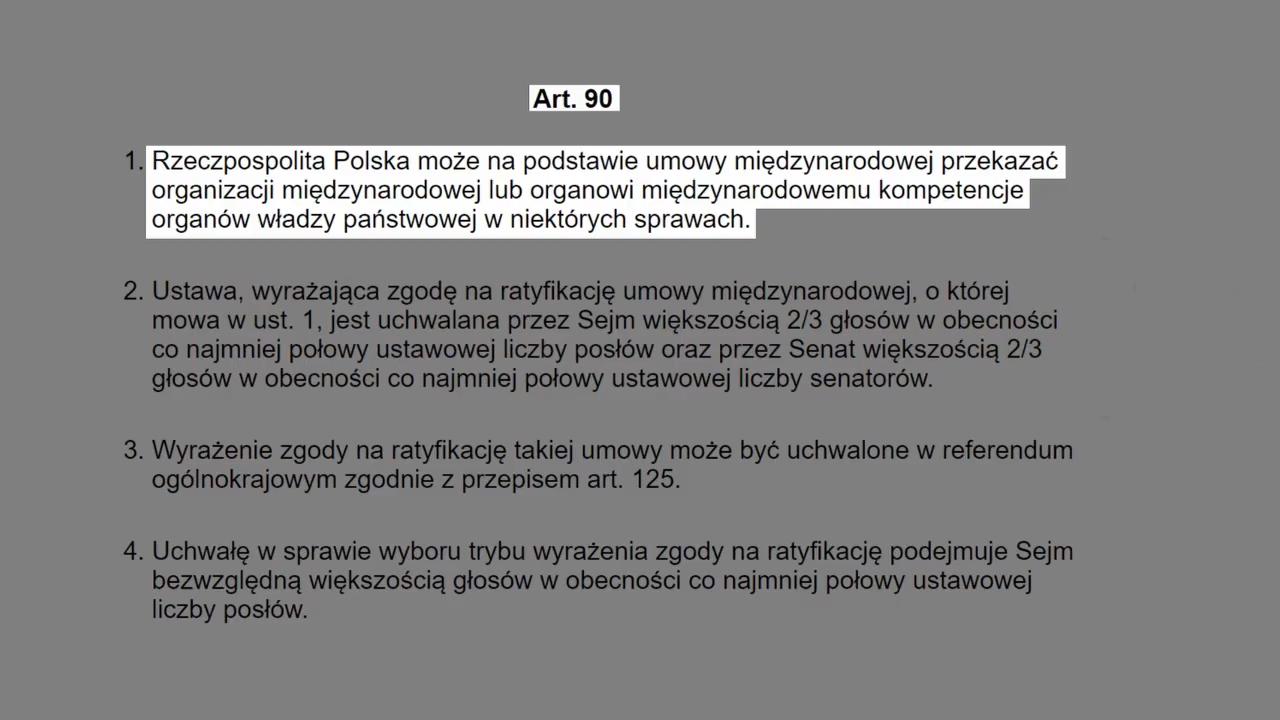 Art. 90
1. Rzeczpospolita Polska może na podstawie umowy międzynarodowej przekazać
organizacji międzynarodowej lub organowi międzynarodowemu kompetencje
organów władzy państwowej w niektórych sprawach.
2. Ustawa, wyrażająca zgodę na ratyfikację umowy międzynarodowej, o której
mowa w ust. 1, jest uchwalana przez Sejm większością 2/3 głosów w obecności
co najmniej połowy ustawowej liczby posłów oraz przez Senat większością 2/3
głosów w obecności co najmniej połowy ustawowej liczby senatorów.
3. Wyrażenie zgody na ratyfikację takiej umowy może być uchwalone w referendum
ogólnokrajowym zgodnie z przepisem art. 125.
4. Uchwałę w sprawie wyboru trybu wyrażenia zgody na ratyfikację podejmuje Sejm
bezwzględną większością głosów w obecności co najmniej połowy ustawowej
liczby posłów.